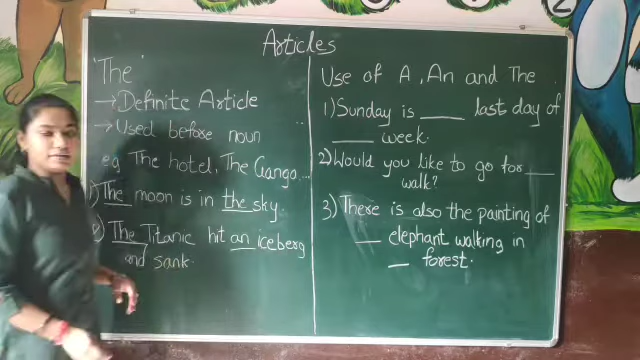 Articles
'The'
→ Definite Article
→ Used before noun
eg The hotel, The Ganga...
1) The moon is in the sky.
2) The Titanic hit an iceberg
and sank.
Use of A, An and The.
1) Sunday is ____ last day of
____ week.
2) Would you like to go for ___
walk?
3) There is also the painting of
__ elephant walking in
__ forest.
2